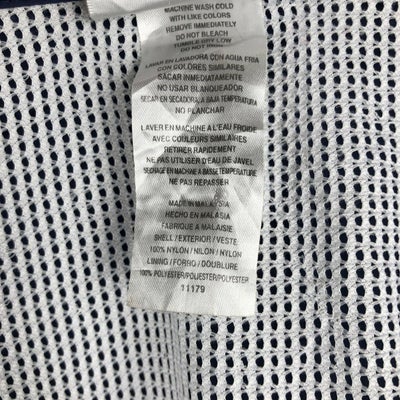 MACHINE WASH COLD
WITH LIKE COLORS
REMOVE IMMEDIATELY
DO NOT BLEACH
TUMBLE DRY LOW
DO NOT IRON
LAVAR EN LAVADORA CON AGUA FRIA
CON COLORES SIMILARES
SACAR INMEDIATAMENTE
NO USAR BLANQUEADOR
SECAR EN SECADORA A BAJA TEMPERATURA
NO PLANCHAR
LAVER EN MACHINE A L'EAU FROIDE
AVEC COULEURS SIMILAIRES
RETIRER RAPIDEMENT
NE PAS UTILISER D'EAU DE JAVEL
SECHAGE EN MACHINE A BASSE TEMPERATURE
NE PAS REPASSER
MADE IN MALAYSIA
HECHO EN MALASIA
FABRIQUE A MALAISIE
SHELL / EXTERIOR / VESTE
100% NYLON / NILON / NYLON
LINING / FORRO / DOUBLURE
100% POLYESTER/POLIESTER/POLYESTER
11179